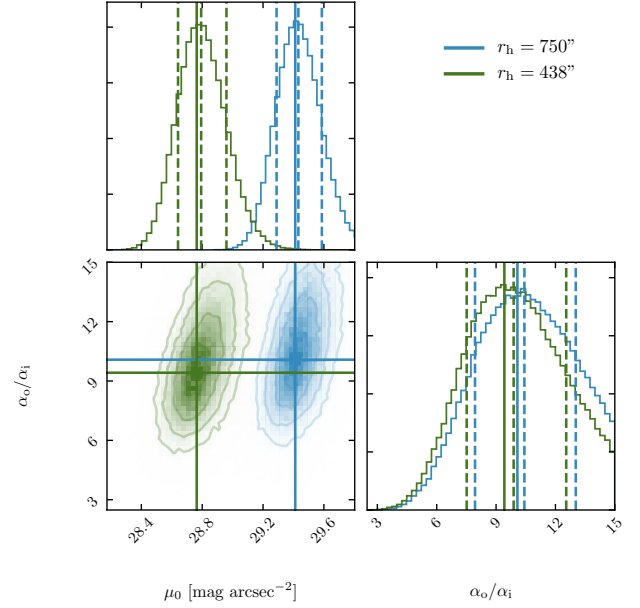 r_h = 750”
r_h = 438”
15
12
9
6
3
α_o/α_i
28.4
28.8
29.2
29.6
3
6
9
12
15
μ_0 [mag arcsec^−2]
α_o/α_i